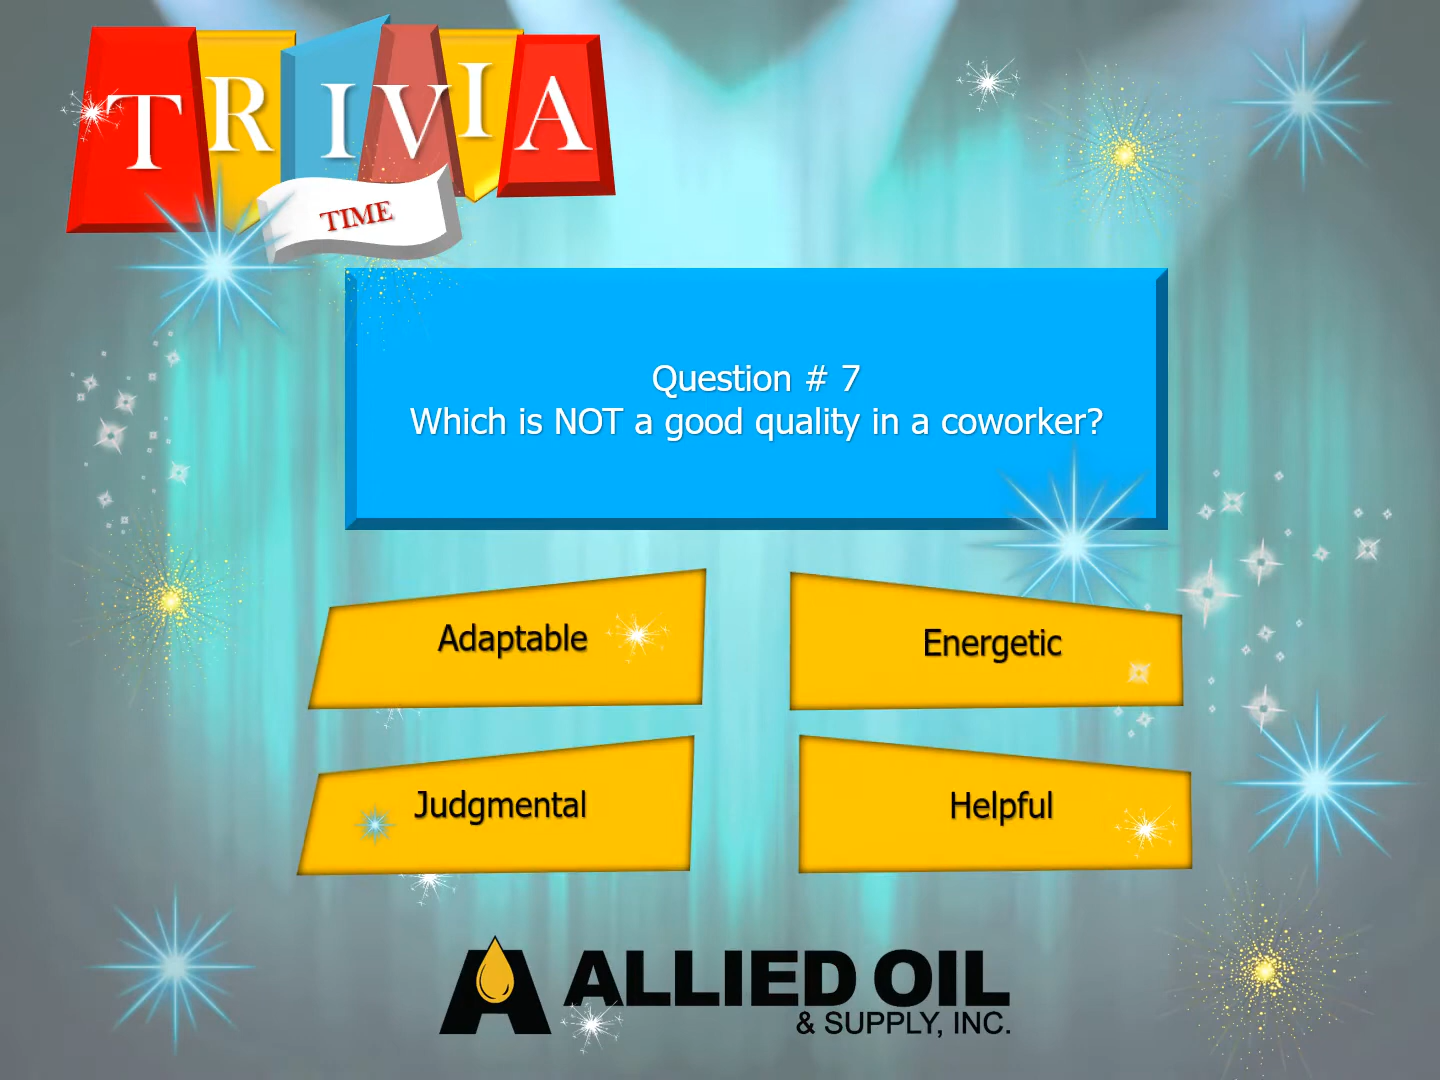 TRIVIA
TIME
Question # 7
Which is NOT a good quality in a coworker?
Adaptable
Energetic
Judgmental
Helpful
ALLIED OIL
& SUPPLY, INC.